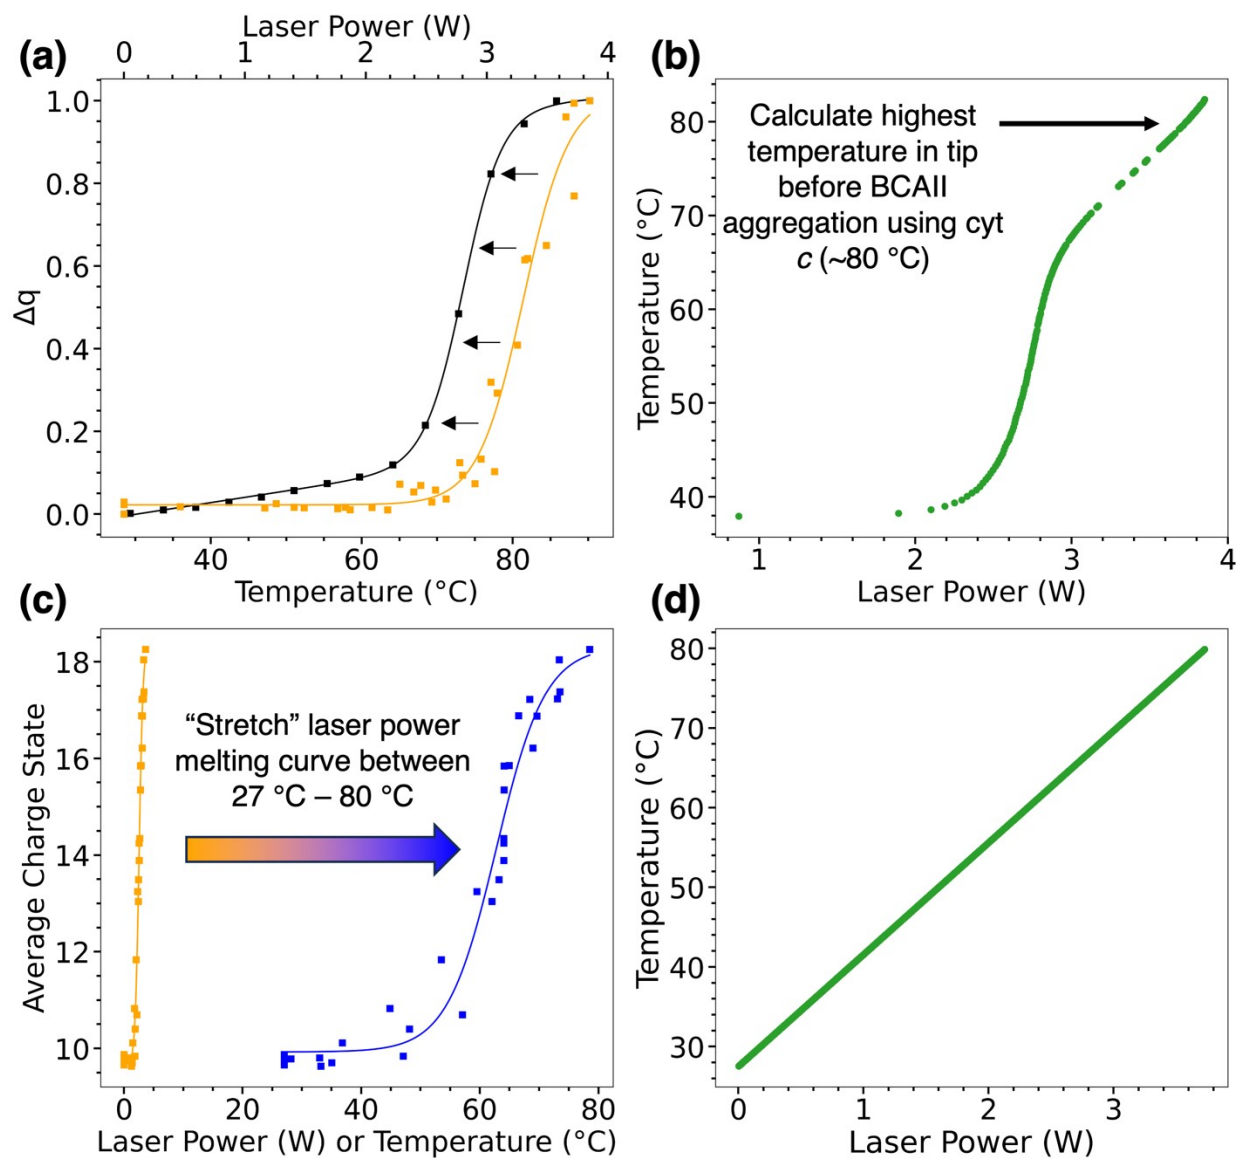 (a)
Laser Power (W)
0 1 2 3 4
1.0
0.8
0.6
0.4
0.2
0.0
Δq
40 60 80
Temperature (°C)
(b)
Calculate highest
temperature in tip
before BCAII
aggregation using cyt
c (~80 °C)
80
70
60
50
40
Temperature (°C)
1 2 3 4
Laser Power (W)
(c)
18
16
14
12
10
Average Charge State
“Stretch” laser power
melting curve between
27 °C – 80 °C
0 20 40 60 80
Laser Power (W) or Temperature (°C)
(d)
80
70
60
50
40
30
Temperature (°C)
0 1 2 3
Laser Power (W)